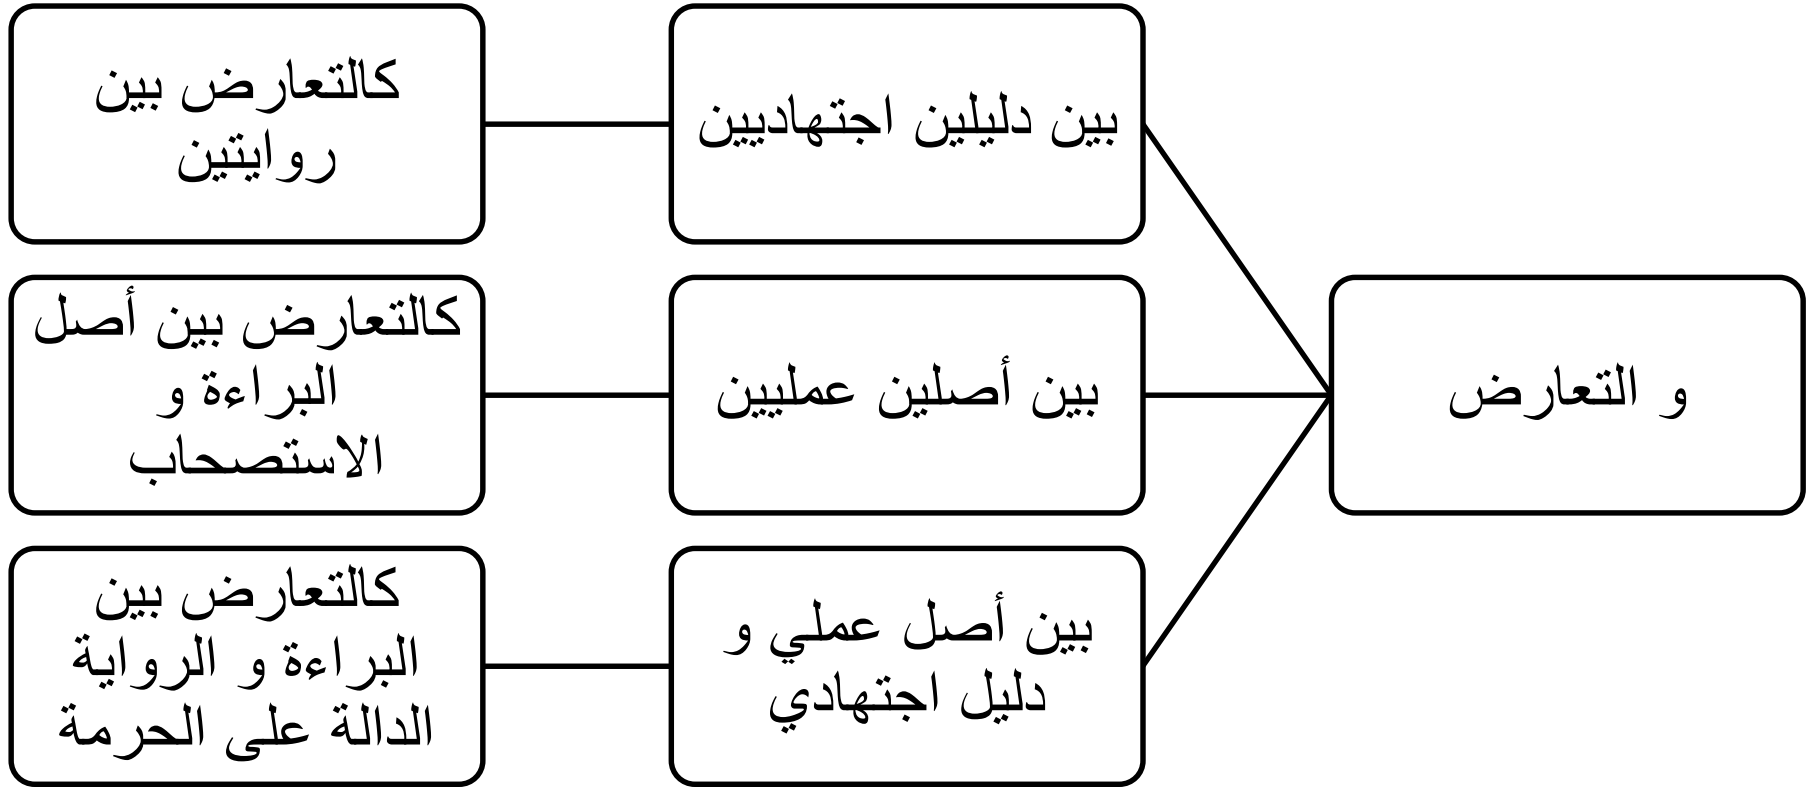 و التعارض
بين دليلين اجتهاديين
كالتعارض بين
روايتين
بين أصلين عمليين
كالتعارض بين أصل
البراءة و
الاستصحاب
بين أصل عملي و
دليل اجتهادي
كالتعارض بين
البراءة و الرواية
الدالة على الحرمة